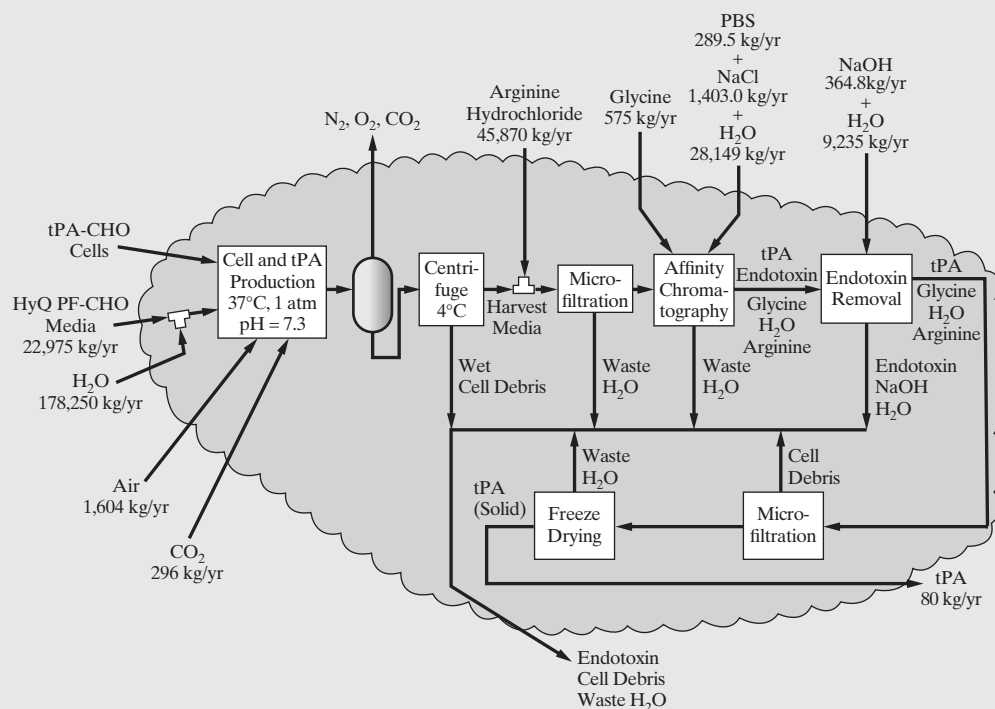 PBS
289.5 kg/yr
+
NaCl
1,403.0 kg/yr
+
H₂O
28,149 kg/yr
NaOH
364.8kg/yr
+
H₂O
9,235 kg/yr
Arginine
Hydrochloride
45,870 kg/yr
Glycine
575 kg/yr
N₂, O₂, CO₂
tPA-CHO
Cells
HyQ PF-CHO
Media
22,975 kg/yr
H₂O
178,250 kg/yr
Air
1,604 kg/yr
CO₂
296 kg/yr
Cell and tPA
Production
37°C, 1 atm
pH = 7.3
Centri-
fuge
4°C
Harvest
Media
Micro-
filtration
Affinity
Chroma-
tography
tPA
Endotoxin
Glycine
H₂O
Arginine
Endotoxin
Removal
tPA
Glycine
H₂O
Arginine
Wet
Cell Debris
Waste
H₂O
Waste
H₂O
Endotoxin
NaOH
H₂O
Waste
H₂O
Cell
Debris
tPA
(Solid)
Freeze
Drying
Micro-
filtration
tPA
80 kg/yr
Endotoxin
Cell Debris
Waste H₂O